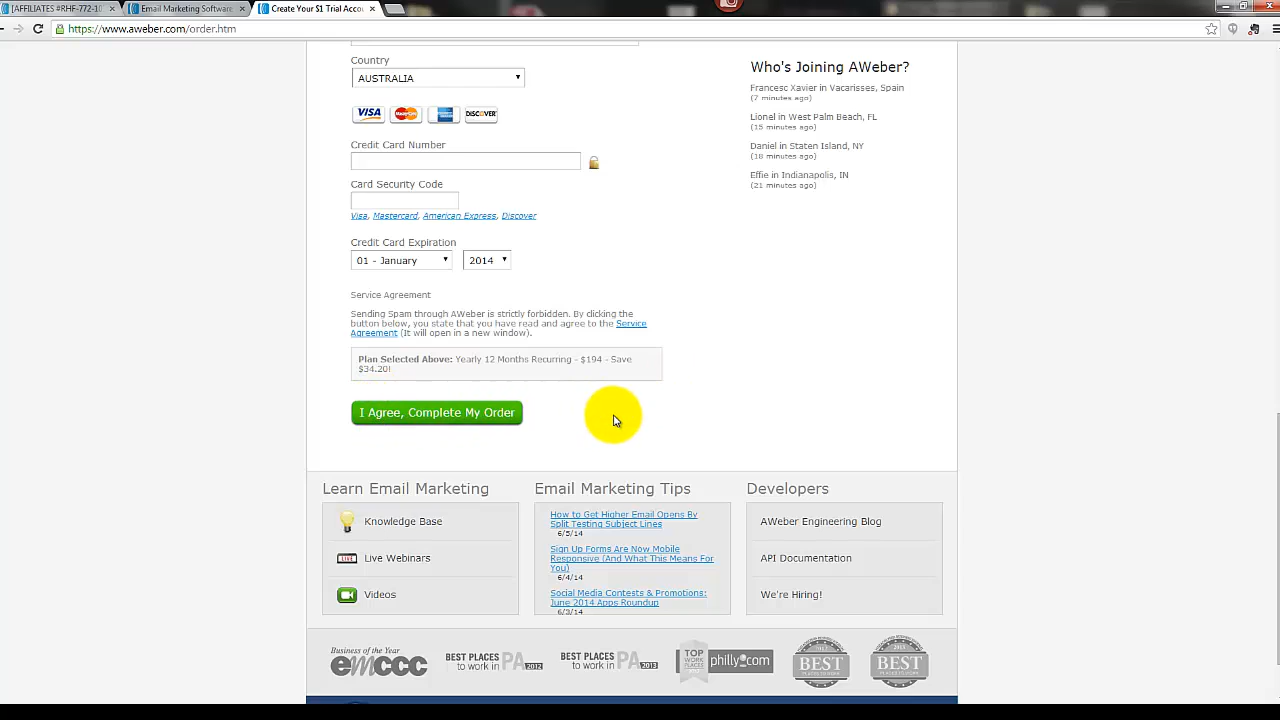 [AFFILIATES #RHF-772-10
Email Marketing Software
Create Your $1 Trial Accou
https://www.aweber.com/order.htm
Country
AUSTRALIA
VISA MasterCard DISCOVER
Credit Card Number
Card Security Code
Visa, Mastercard, American Express, Discover
Credit Card Expiration
01 - January 2014
Service Agreement
Sending Spam through AWeber is strictly forbidden. By clicking the
button below, you state that you have read and agree to the Service
Agreement (It will open in a new window).
Plan Selected Above: Yearly 12 Months Recurring - $194 - Save
$34.20!
I Agree, Complete My Order
Who's Joining AWeber?
Francesc Xavier in Vacarisses, Spain
(7 minutes ago)
Lionel in West Palm Beach, FL
(15 minutes ago)
Daniel in Staten Island, NY
(18 minutes ago)
Effie in Indianapolis, IN
(21 minutes ago)
Learn Email Marketing
Knowledge Base
LIVE Live Webinars
Videos
Email Marketing Tips
How to Get Higher Email Opens By
Split Testing Subject Lines
6/5/14
Sign Up Forms Are Now Mobile
Responsive (And What This Means For
You)
6/4/14
Social Media Contests & Promotions:
June 2014 Apps Roundup
6/3/14
Developers
AWeber Engineering Blog
API Documentation
We're Hiring!
Business of the Year
emccc
BEST PLACES
to work in PA 2012
BEST PLACES
to work in PA 2013
TOP
WORK
PLACES
philly.com
BEST
BEST